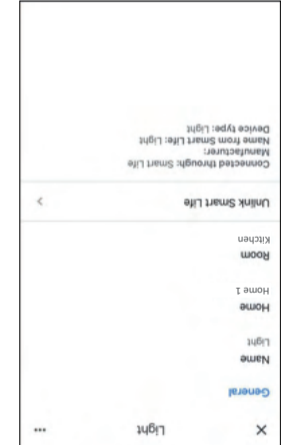 Light
General
Name
Light
Home
Home 1
Room
Kitchen
Unlink Smart Life
Connected through: Smart Life
Manufacturer:
Name from Smart Life: Light
Device type: Light